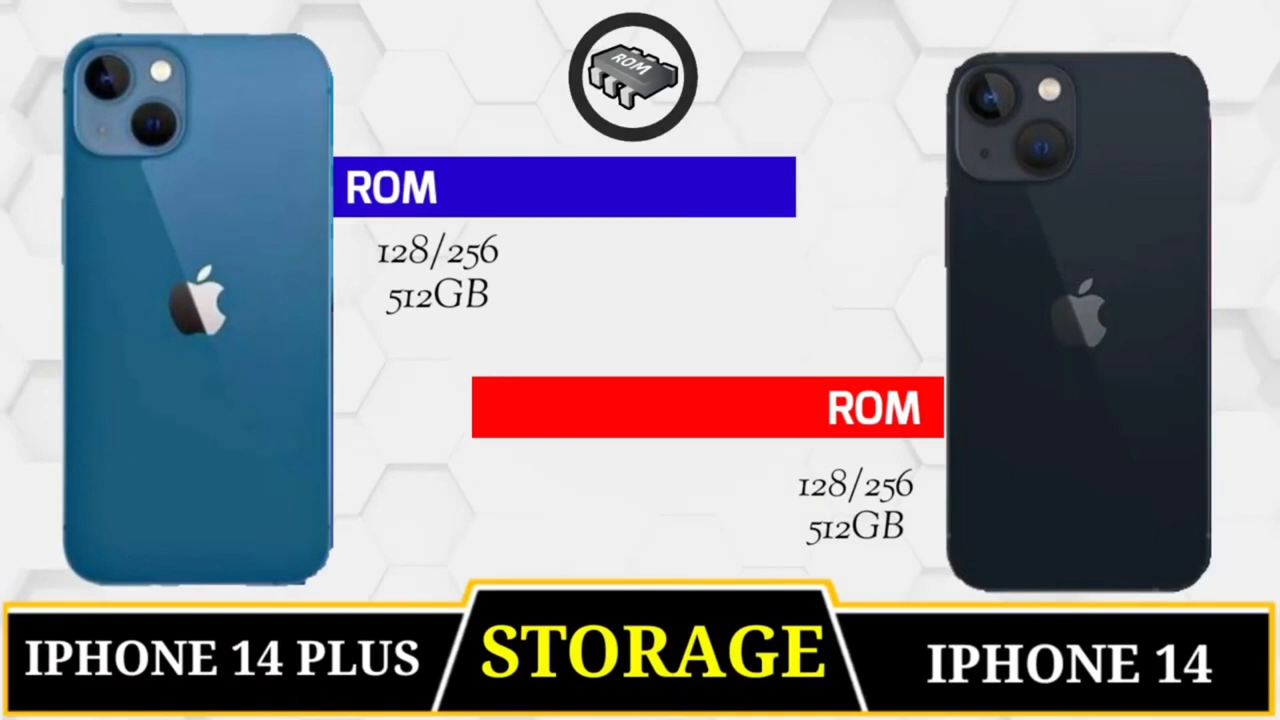 ROM
ROM
128/256
512GB
ROM
128/256
512GB
IPHONE 14 PLUS
STORAGE
IPHONE 14